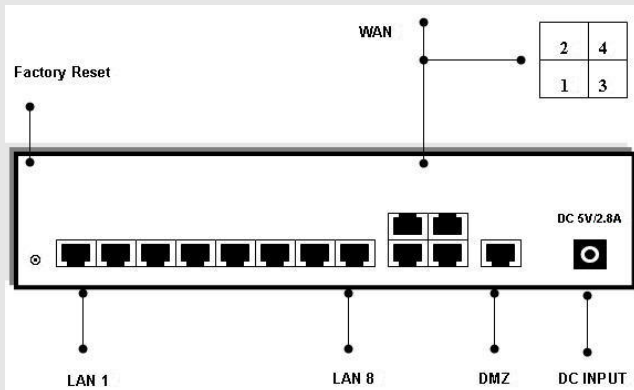 WAN
2 4
1 3
Factory Reset
DC 5V/2.8A
LAN 1
LAN 8
DMZ
DC INPUT